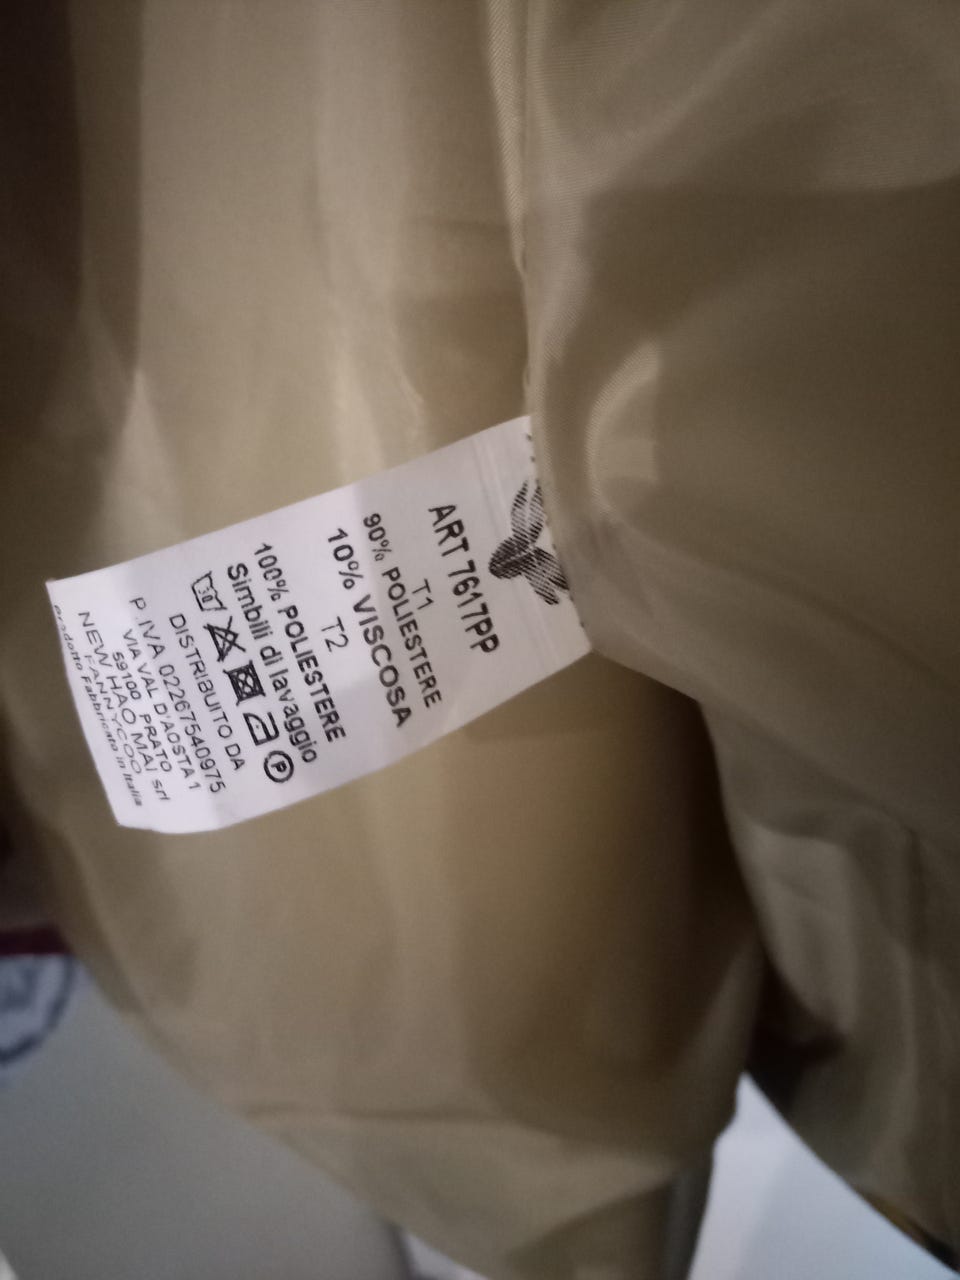 ART 7617PP
T1
90% POLIESTERE
10% VISCOSA
T2
100% POLIESTERE
Simbili di lavaggio
P
DISTRIBUITO DA
P.IVA 02267540975
VIA VAL D'AOSTA 1
59100 PRATO
NEW HAO MAI srl
FANNYCOO
Prodotto Fabbricato in Italia